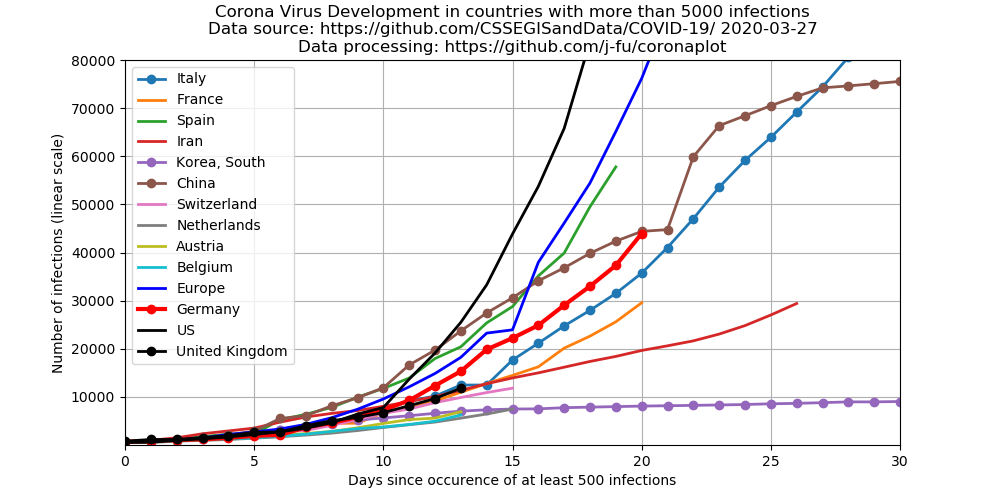 Corona Virus Development in countries with more than 5000 infections
Data source: https://github.com/CSSEGISandData/COVID-19/ 2020-03-27
Data processing: https://github.com/j-fu/coronaplot
80000
70000
60000
50000
40000
30000
20000
10000
Number of infections (linear scale)
Italy
France
Spain
Iran
Korea, South
China
Switzerland
Netherlands
Austria
Belgium
Europe
Germany
US
United Kingdom
0 5 10 15 20 25 30
Days since occurence of at least 500 infections